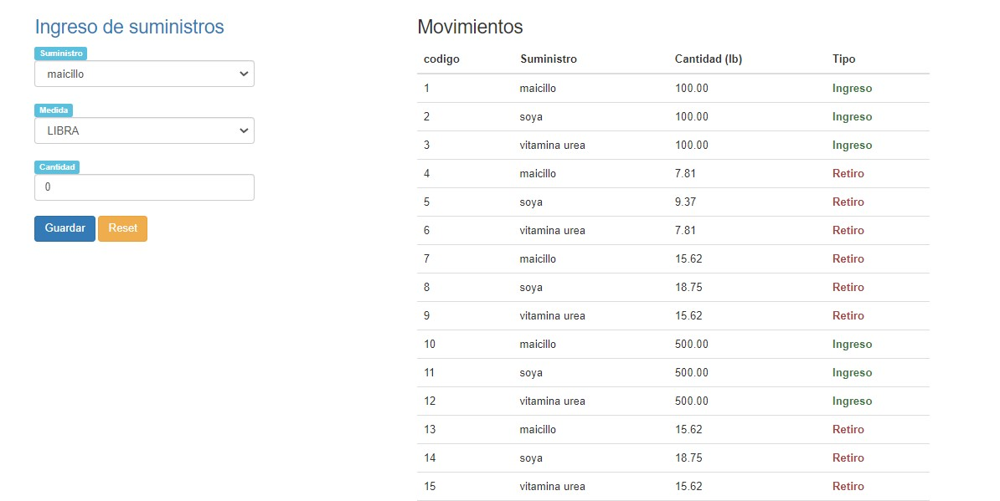 Ingreso de suministros
Suministro
maicillo
Medida
LIBRA
Cantidad
0
Guardar Reset
Movimientos
codigo Suministro Cantidad (lb) Tipo
1 maicillo 100.00 Ingreso
2 soya 100.00 Ingreso
3 vitamina urea 100.00 Ingreso
4 maicillo 7.81 Retiro
5 soya 9.37 Retiro
6 vitamina urea 7.81 Retiro
7 maicillo 15.62 Retiro
8 soya 18.75 Retiro
9 vitamina urea 15.62 Retiro
10 maicillo 500.00 Ingreso
11 soya 500.00 Ingreso
12 vitamina urea 500.00 Ingreso
13 maicillo 15.62 Retiro
14 soya 18.75 Retiro
15 vitamina urea 15.62 Retiro